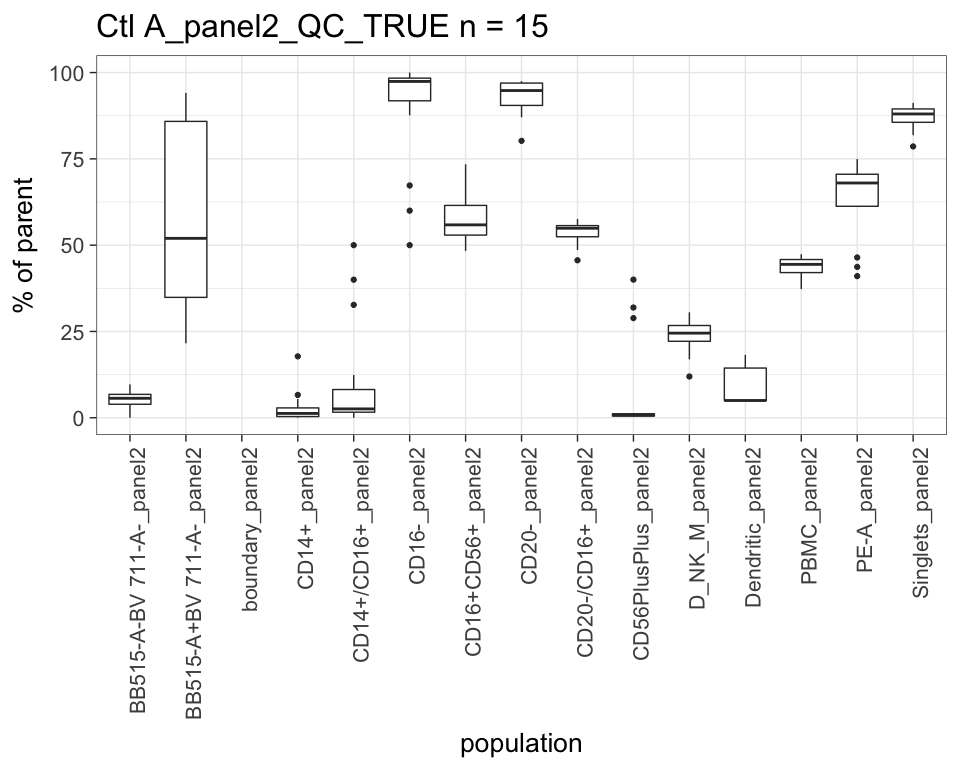 Ctl A_panel2_QC_TRUE n = 15
% of parent
100
75
50
25
0
BB515-A-BV 711-A-_panel2
BB515-A+BV 711-A-_panel2
boundary_panel2
CD14+_panel2
CD14+/CD16+_panel2
CD16-_panel2
CD16+CD56+_panel2
CD20-_panel2
CD20-/CD16+_panel2
CD56PlusPlus_panel2
D_NK_M_panel2
Dendritic_panel2
PBMC_panel2
PE-A_panel2
Singlets_panel2
population